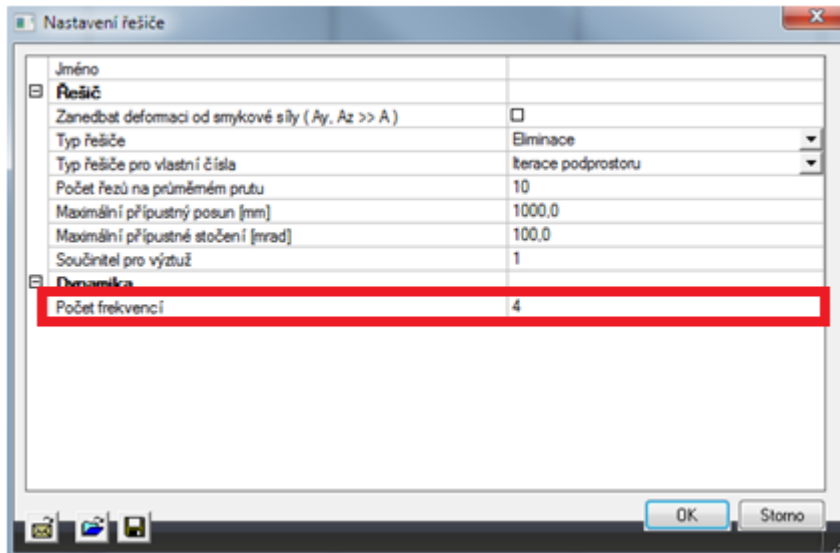 Nastavení řešiče
Jméno
Řešič
Zanedbat deformaci od smykové síly ( Ay, Az >> A )
Typ řešiče Eliminace
Typ řešiče pro vlastní čísla Iterace podprostoru
Počet řezů na průměrném prutu 10
Maximální přípustný posun [mm] 1000,0
Maximální přípustné stočení [mrad] 100,0
Součinitel pro výztuž 1
Dynamika
Počet frekvencí 4
OK Storno